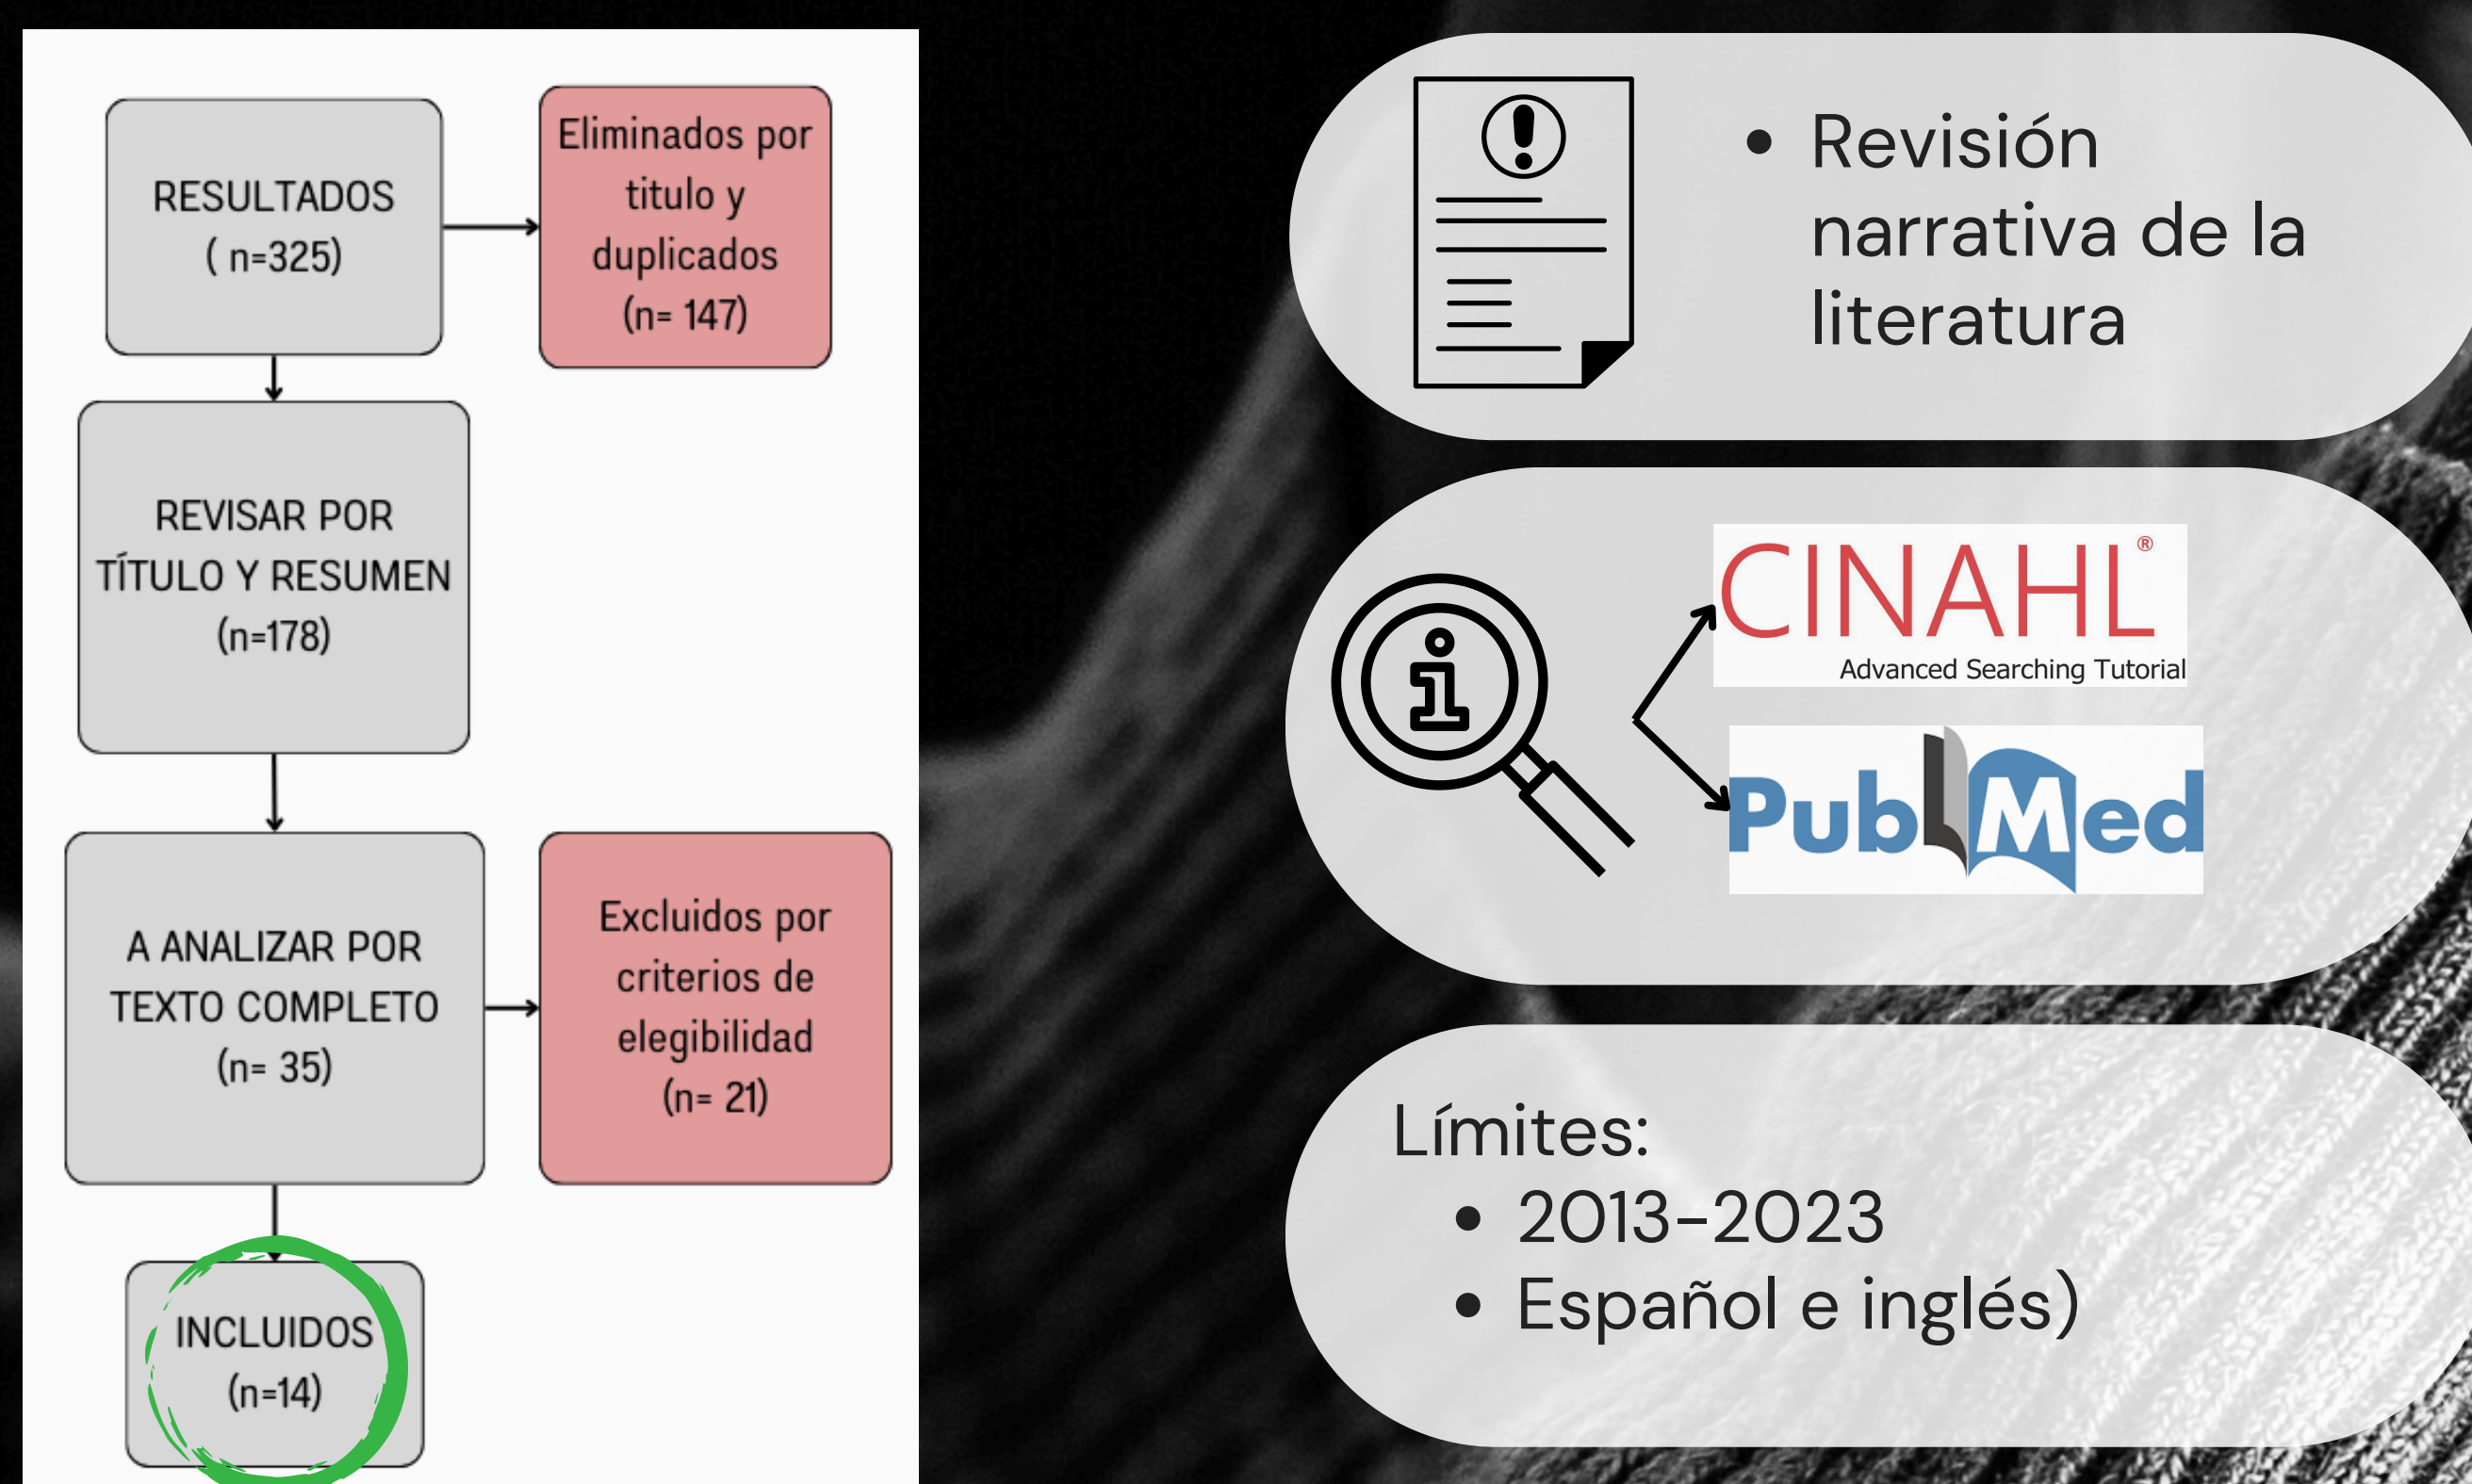 RESULTADOS
( n=325)
Eliminados por
titulo y
duplicados
(n= 147)
REVISAR POR
TÍTULO Y RESUMEN
(n=178)
A ANALIZAR POR
TEXTO COMPLETO
(n= 35)
Excluidos por
criterios de
elegibilidad
(n= 21)
INCLUIDOS
(n=14)
• Revisión
narrativa de la
literatura
CINAHL®
Advanced Searching Tutorial
PubMed
Límites:
• 2013-2023
• Español e inglés)